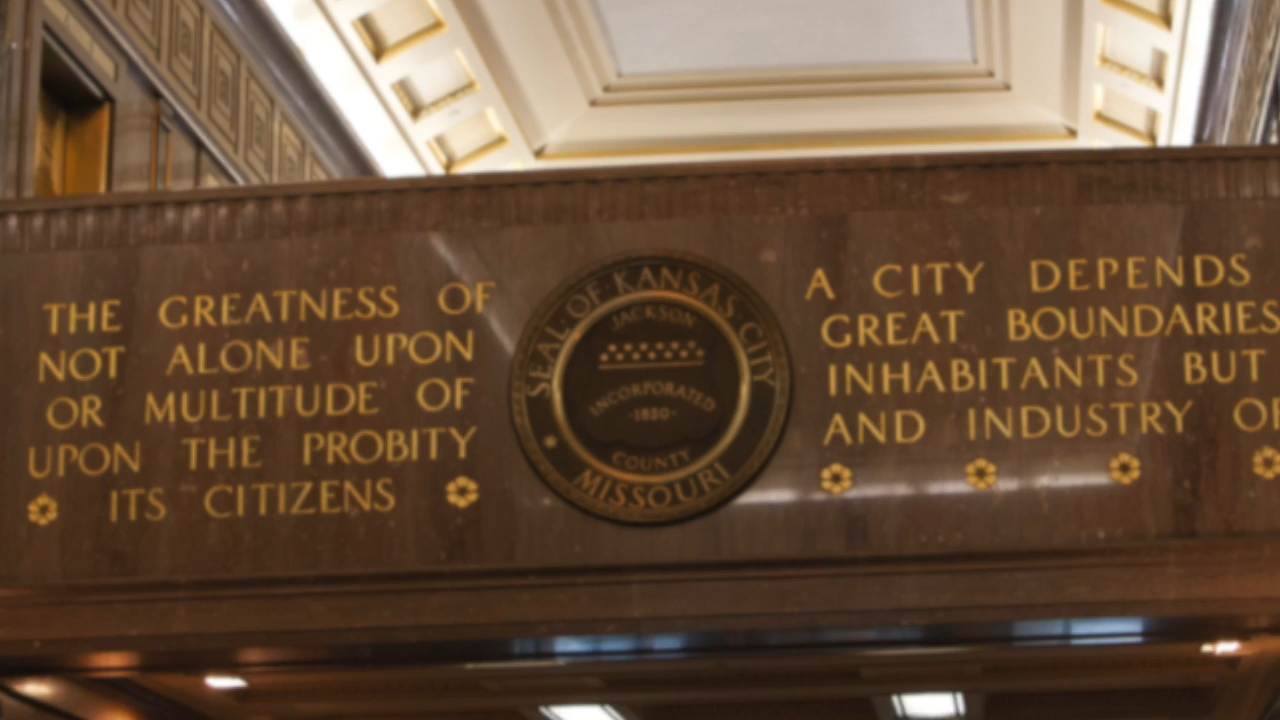 THE GREATNESS OF
NOT ALONE UPON
OR MULTITUDE OF
UPON THE PROBITY
ITS CITIZENS
SEAL OF KANSAS CITY
JACKSON
INCORPORATED
-1850-
COUNTY
MISSOURI
A CITY DEPENDS
GREAT BOUNDARIES
INHABITANTS BUT
AND INDUSTRY OF